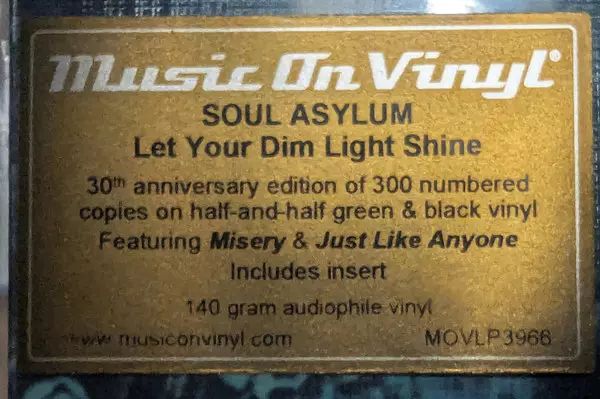 Music On Vinyl®
SOUL ASYLUM
Let Your Dim Light Shine
30th anniversary edition of 300 numbered
copies on half-and-half green & black vinyl
Featuring Misery & Just Like Anyone
Includes insert
140 gram audiophile vinyl
www.musiconvinyl.com MOVLP3966